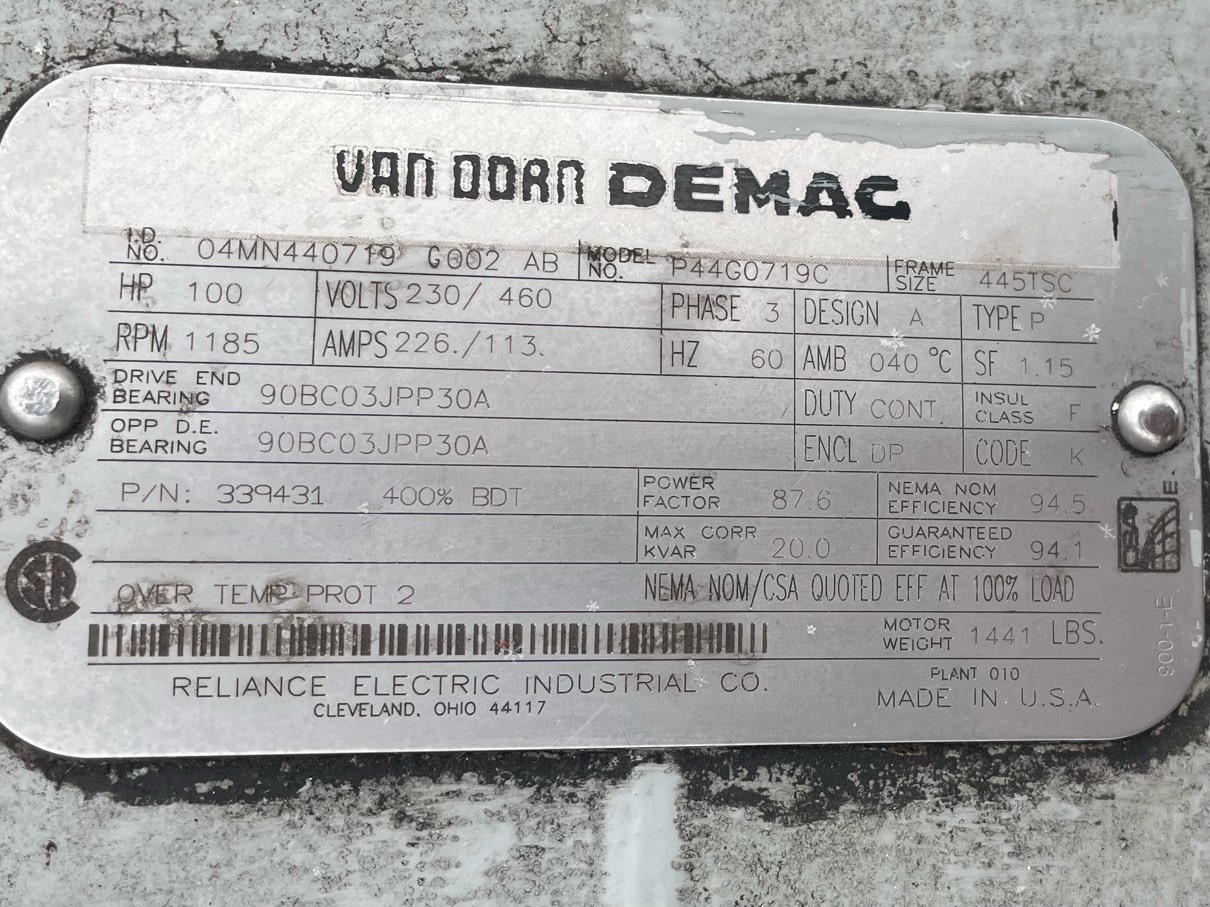 VAN DORN DEMAG
I.D. NO. 04MN440719 G002 AB MODEL NO. P44G0719C FRAME SIZE 445TSC
HP 100 VOLTS 230/ 460 PHASE 3 DESIGN A TYPE P
RPM 1185 AMPS 226./113. HZ 60 AMB 040 °C SF 1.15
DRIVE END BEARING 90BC03JPP30A DUTY CONT. INSUL CLASS F
OPP D.E. BEARING 90BC03JPP30A ENCL DP CODE K
P/N: 339431 400% BDT POWER FACTOR 87.6 NEMA NOM EFFICIENCY 94.5
MAX CORR KVAR 20.0 GUARANTEED EFFICIENCY 94.1
OVER TEMP PROT 2 NEMA NOM/CSA QUOTED EFF AT 100% LOAD
MOTOR WEIGHT 1441 LBS.
RELIANCE ELECTRIC INDUSTRIAL CO. PLANT 010
CLEVELAND, OHIO 44117 MADE IN U.S.A.
E.
CSA
900-1-E